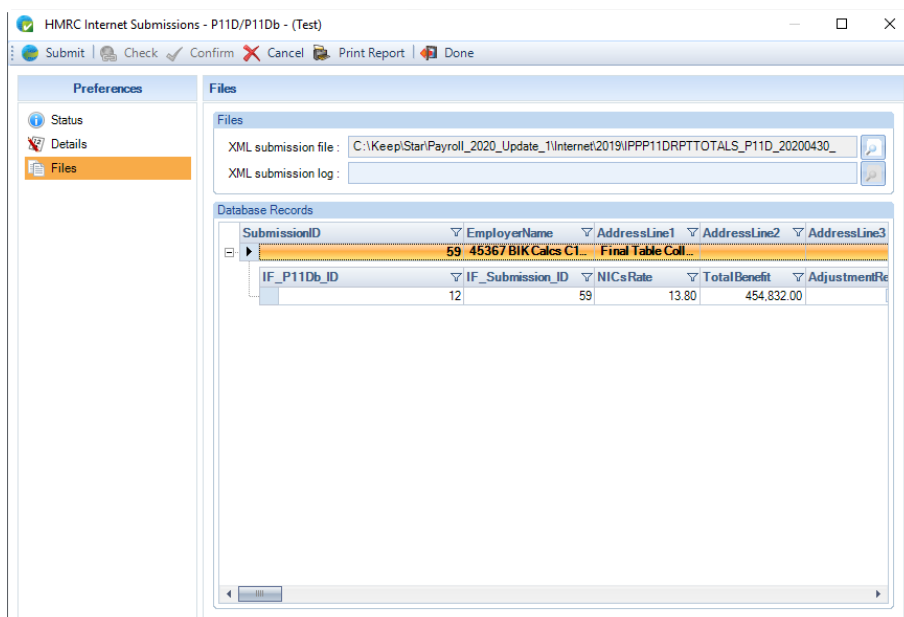 HMRC Internet Submissions - P11D/P11Db - (Test)
Submit Check Confirm Cancel Print Report Done
Preferences
Files
Status
Details
Files
Files
XML submission file : C:\Keep\Star\Payroll_2020_Update_1\Internet\2019\IPPP11DRPTTOTALS_P11D_20200430_
XML submission log :
Database Records
SubmissionID EmployerName AddressLine1 AddressLine2 AddressLine3
59 45367 BIK Calcs C1... Final Table Coll...
IF_P11Db_ID IF_Submission_ID NICsRate TotalBenefit AdjustmentRe
12 59 13.80 454,832.00